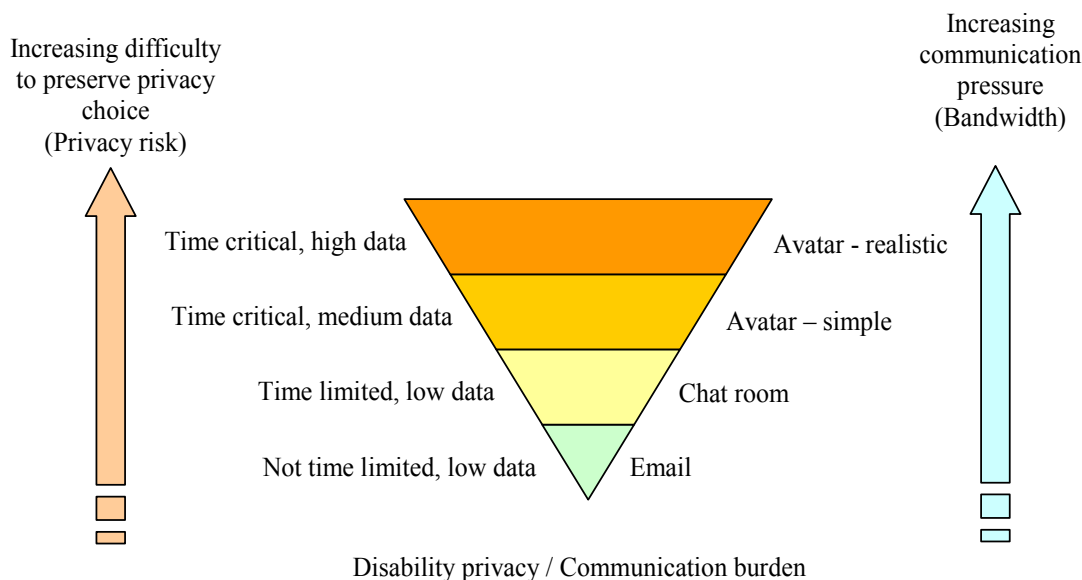 Increasing difficulty
to preserve privacy
choice
(Privacy risk)
Increasing
communication
pressure
(Bandwidth)
Time critical, high data
Avatar - realistic
Time critical, medium data
Avatar – simple
Time limited, low data
Chat room
Not time limited, low data
Email
Disability privacy / Communication burden